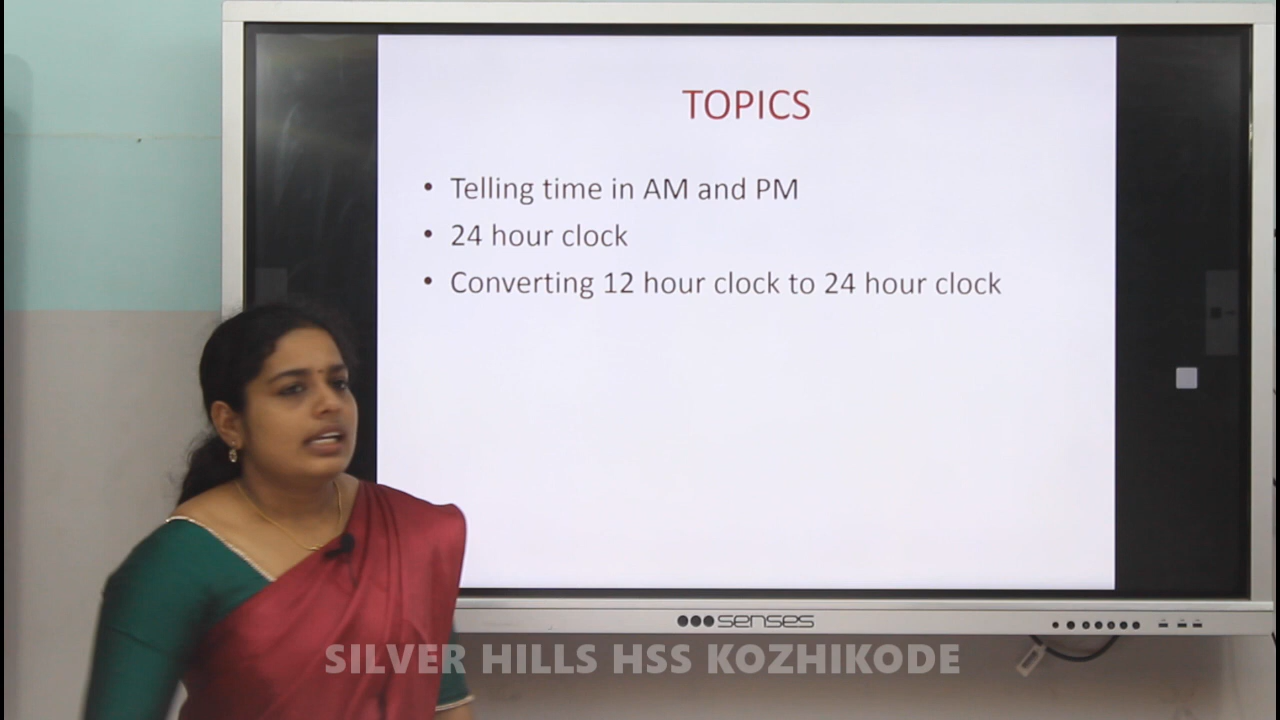 TOPICS
• Telling time in AM and PM
• 24 hour clock
• Converting 12 hour clock to 24 hour clock
senses
SILVER HILLS HSS KOZHIKODE